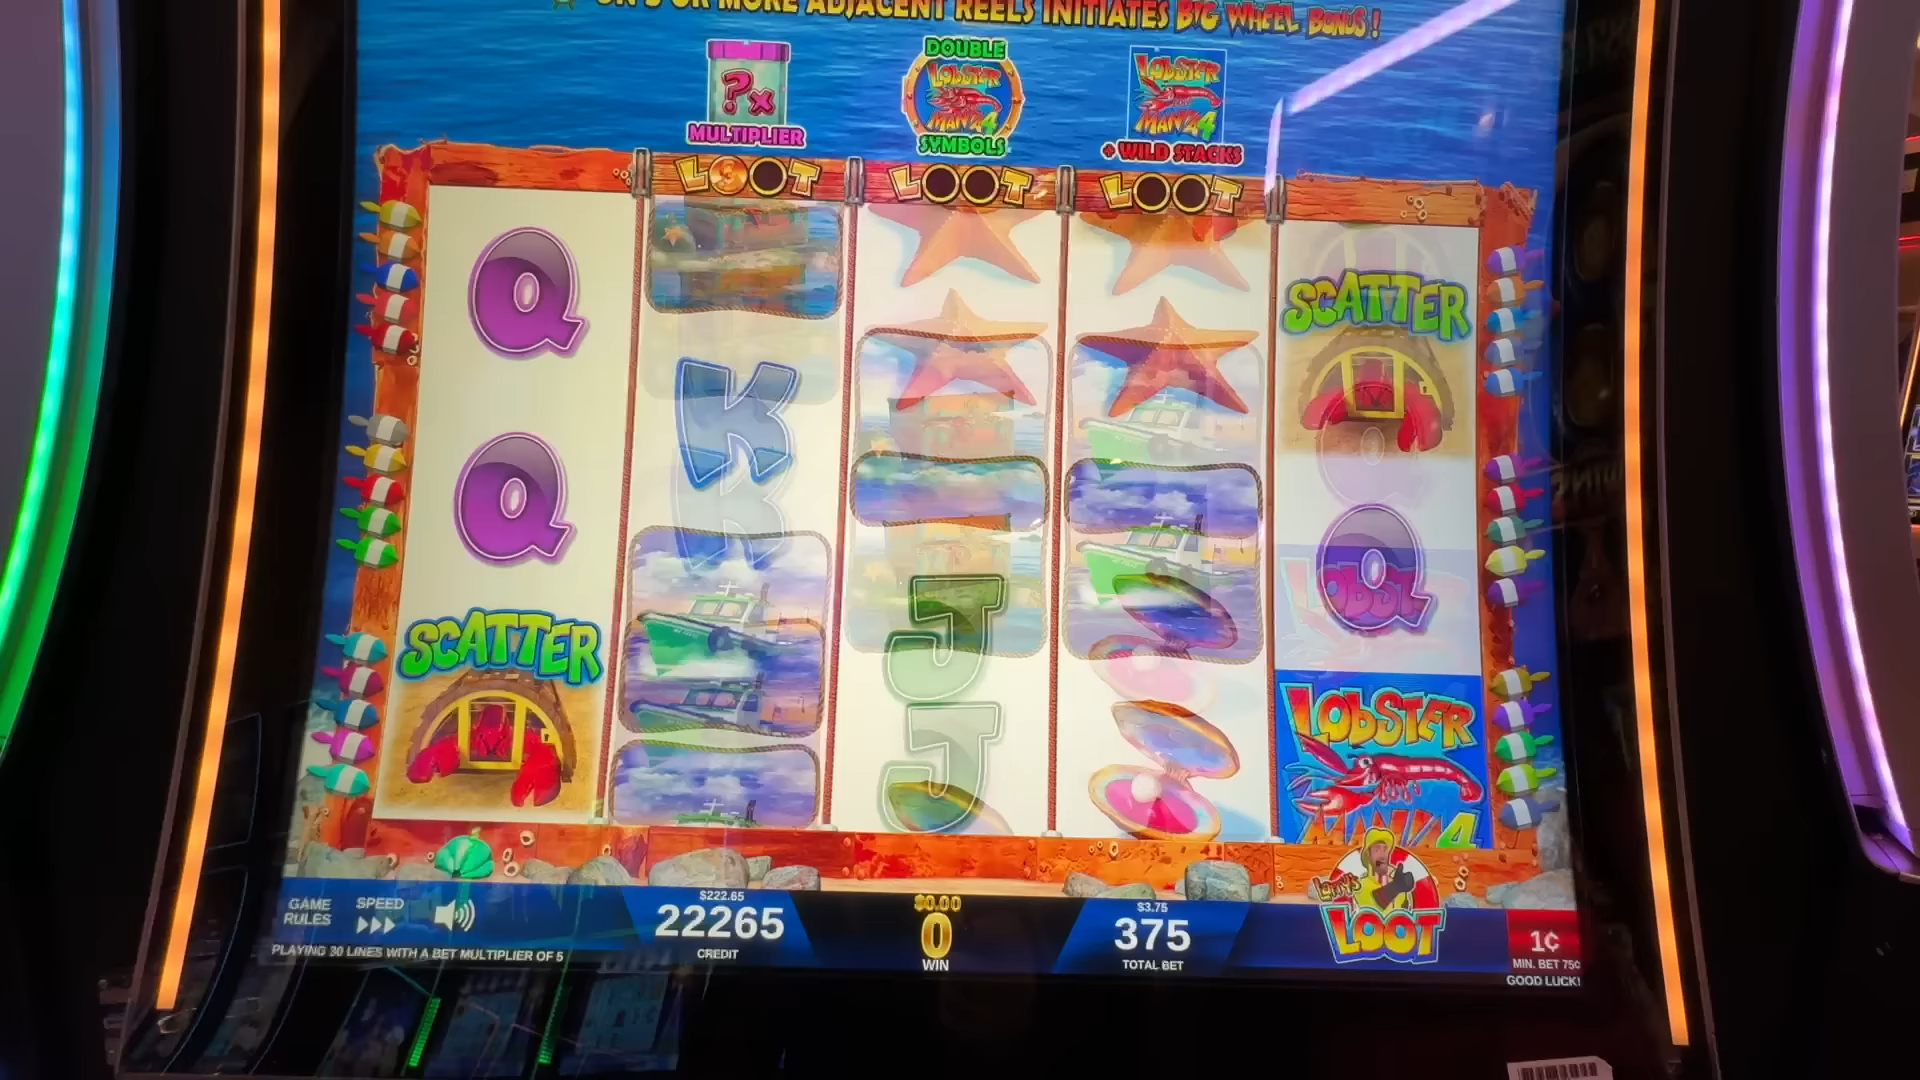 ON 3 OR MORE ADJACENT REELS INITIATES BIG WHEEL BONUS!
?x
MULTIPLIER
DOUBLE
LOBSTER
MANIA 4
SYMBOLS
LOBSTER
MANIA 4
+ WILD STACKS
LOOT
LOOT
LOOT
Q
K
SCATTER
Q
K
Q
J
LOBST
SCATTER
J
LOBSTER
MANIA 4
GAME
RULES
SPEED
$222.65
22265
CREDIT
$0.00
0
WIN
$3.75
375
TOTAL BET
Larry's
LOOT
1¢
MIN. BET 75¢
PLAYING 30 LINES WITH A BET MULTIPLIER OF 5
GOOD LUCK!